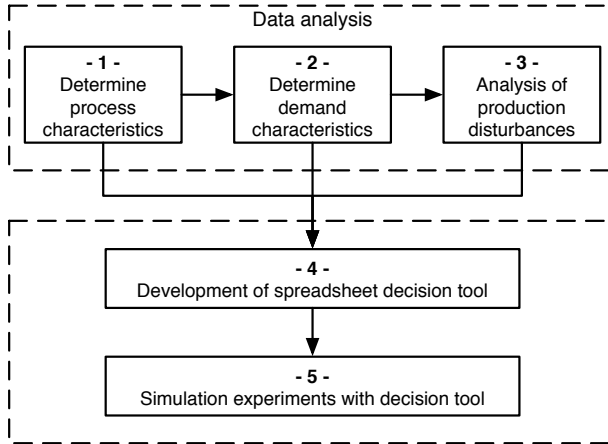 Data analysis
- 1 -
Determine
process
characteristics
- 2 -
Determine
demand
characteristics
- 3 -
Analysis of
production
disturbances
- 4 -
Development of spreadsheet decision tool
- 5 -
Simulation experiments with decision tool